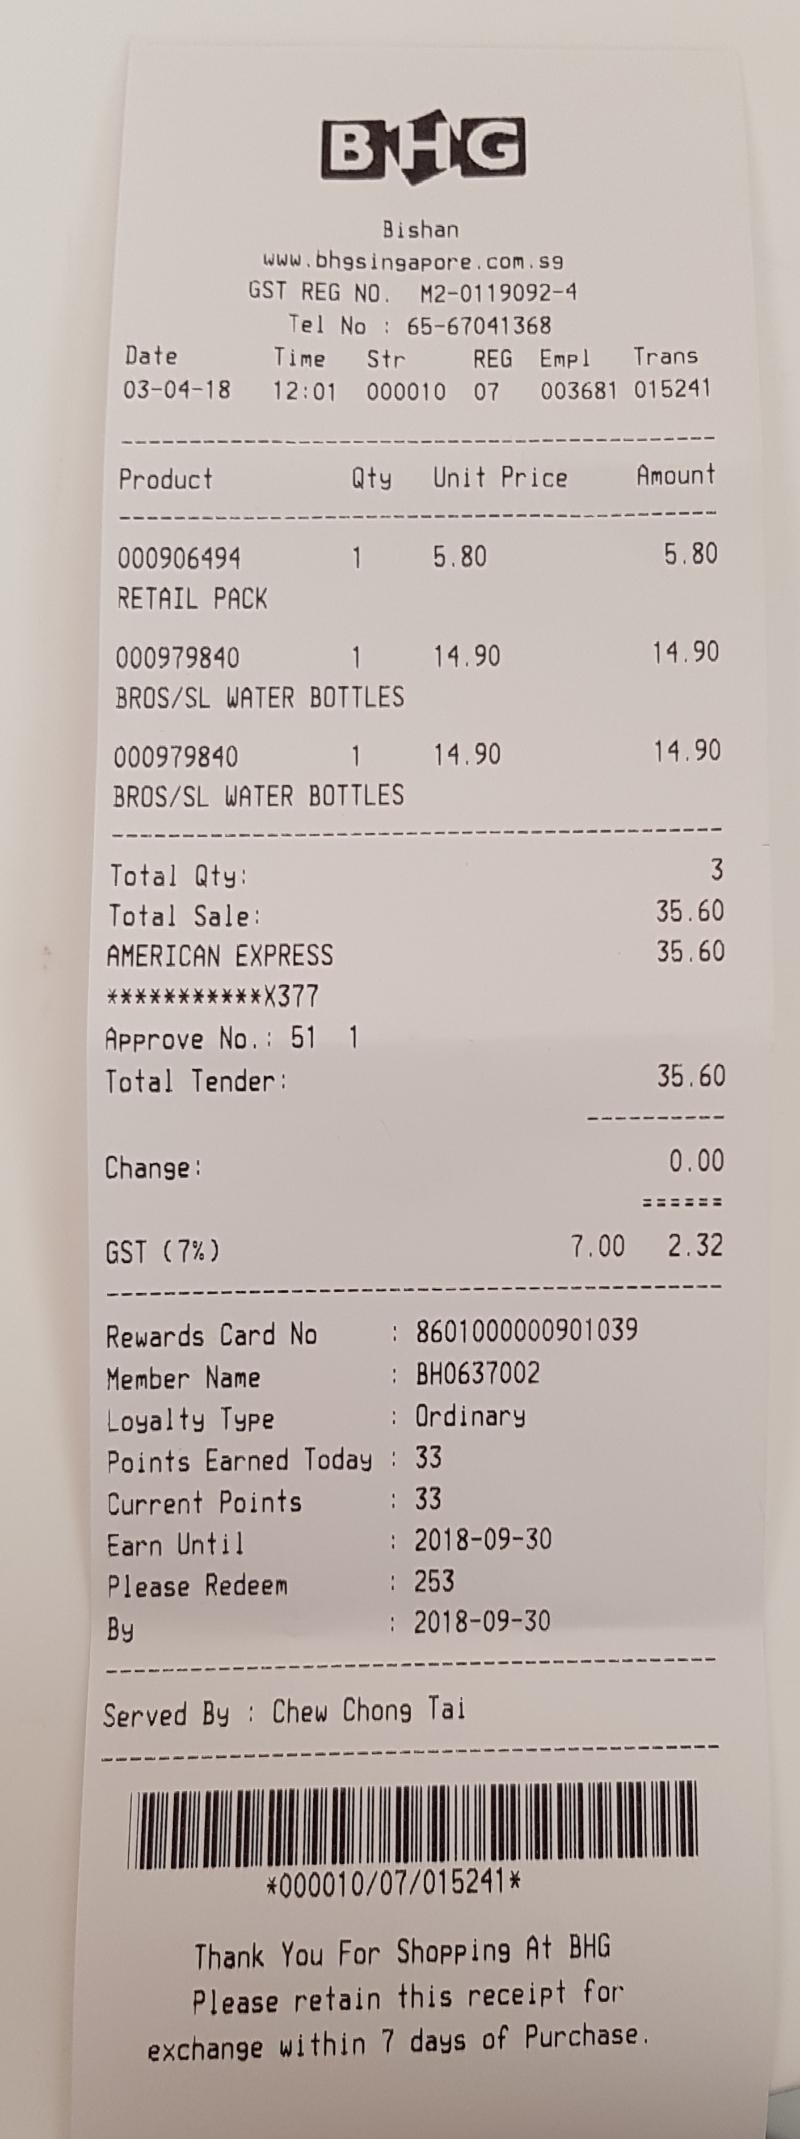 BHG
Bishan
www.bhgsingapore.com.sg
GST REG NO. M2-0119092-4
Tel No : 65-67041368
Date Time Str REG Empl Trans
03-04-18 12:01 000010 07 003681 015241
Product Qty Unit Price Amount
000906494 1 5.80 5.80
RETAIL PACK
000979840 1 14.90 14.90
BROS/SL WATER BOTTLES
000979840 1 14.90 14.90
BROS/SL WATER BOTTLES
Total Qty: 3
Total Sale: 35.60
AMERICAN EXPRESS 35.60
***********X377
Approve No.: 51 1
Total Tender: 35.60
----------
Change: 0.00
======
GST (7%) 7.00 2.32
Rewards Card No : 8601000000901039
Member Name : BH0637002
Loyalty Type : Ordinary
Points Earned Today : 33
Current Points : 33
Earn Until : 2018-09-30
Please Redeem : 253
By : 2018-09-30
Served By : Chew Chong Tai
*000010/07/015241*
Thank You For Shopping At BHG
Please retain this receipt for
exchange within 7 days of Purchase.